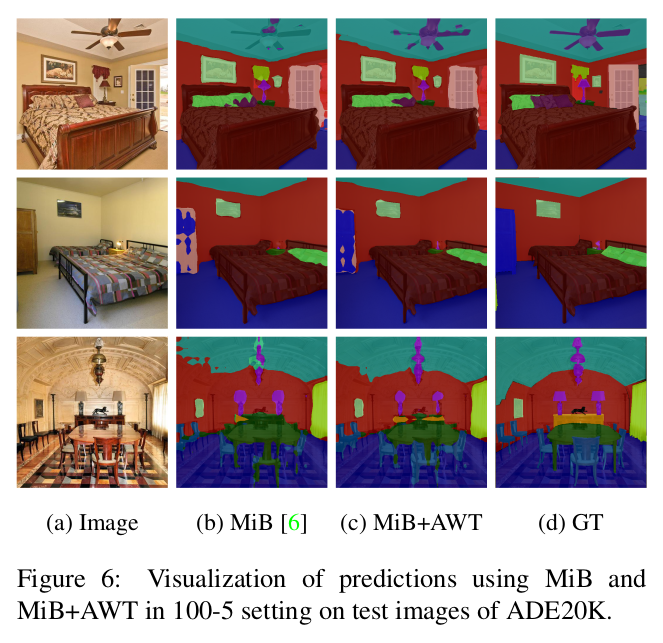 (a) Image (b) MiB [6] (c) MiB+AWT (d) GT
Figure 6: Visualization of predictions using MiB and
MiB+AWT in 100-5 setting on test images of ADE20K.